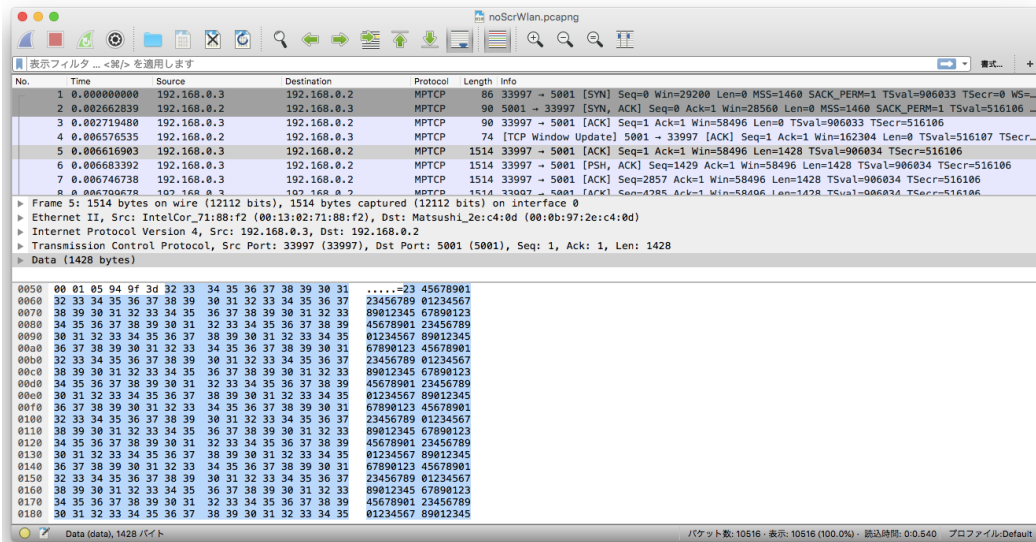 noScrWlan.pcapng
表示フィルタ ... <⌘/> を適用します 書式... +
No. Time Source Destination Protocol Length Info
1 0.000000000 192.168.0.3 192.168.0.2 MPTCP 86 33997 → 5001 [SYN] Seq=0 Win=29200 Len=0 MSS=1460 SACK_PERM=1 TSval=906033 TSecr=0 WS=…
2 0.002662839 192.168.0.2 192.168.0.3 MPTCP 90 5001 → 33997 [SYN, ACK] Seq=0 Ack=1 Win=28560 Len=0 MSS=1460 SACK_PERM=1 TSval=516106 …
3 0.002719480 192.168.0.3 192.168.0.2 MPTCP 90 33997 → 5001 [ACK] Seq=1 Ack=1 Win=58496 Len=0 TSval=906033 TSecr=516106
4 0.006576535 192.168.0.2 192.168.0.3 MPTCP 74 [TCP Window Update] 5001 → 33997 [ACK] Seq=1 Ack=1 Win=162304 Len=0 TSval=516107 TSecr…
5 0.006616903 192.168.0.3 192.168.0.2 MPTCP 1514 33997 → 5001 [ACK] Seq=1 Ack=1 Win=58496 Len=1428 TSval=906034 TSecr=516106
6 0.006683392 192.168.0.3 192.168.0.2 MPTCP 1514 33997 → 5001 [PSH, ACK] Seq=1429 Ack=1 Win=58496 Len=1428 TSval=906034 TSecr=516106
7 0.006746738 192.168.0.3 192.168.0.2 MPTCP 1514 33997 → 5001 [ACK] Seq=2857 Ack=1 Win=58496 Len=1428 TSval=906034 TSecr=516106
8 0.006799678 192.168.0.3 192.168.0.2 MPTCP 1514 33997 → 5001 [ACK] Seq=4285 Ack=1 Win=58496 Len=1428 TSval=906034 TSecr=516106
Frame 5: 1514 bytes on wire (12112 bits), 1514 bytes captured (12112 bits) on interface 0
Ethernet II, Src: IntelCor_71:88:f2 (00:13:02:71:88:f2), Dst: Matsushi_2e:c4:0d (00:0b:97:2e:c4:0d)
Internet Protocol Version 4, Src: 192.168.0.3, Dst: 192.168.0.2
Transmission Control Protocol, Src Port: 33997 (33997), Dst Port: 5001 (5001), Seq: 1, Ack: 1, Len: 1428
Data (1428 bytes)
0050 00 01 05 94 9f 3d 32 33 34 35 36 37 38 39 30 31 .....=23 45678901
0060 32 33 34 35 36 37 38 39 30 31 32 33 34 35 36 37 23456789 01234567
0070 38 39 30 31 32 33 34 35 36 37 38 39 30 31 32 33 89012345 67890123
0080 34 35 36 37 38 39 30 31 32 33 34 35 36 37 38 39 45678901 23456789
0090 30 31 32 33 34 35 36 37 38 39 30 31 32 33 34 35 01234567 89012345
00a0 36 37 38 39 30 31 32 33 34 35 36 37 38 39 30 31 67890123 45678901
00b0 32 33 34 35 36 37 38 39 30 31 32 33 34 35 36 37 23456789 01234567
00c0 38 39 30 31 32 33 34 35 36 37 38 39 30 31 32 33 89012345 67890123
00d0 34 35 36 37 38 39 30 31 32 33 34 35 36 37 38 39 45678901 23456789
00e0 30 31 32 33 34 35 36 37 38 39 30 31 32 33 34 35 01234567 89012345
00f0 36 37 38 39 30 31 32 33 34 35 36 37 38 39 30 31 67890123 45678901
0100 32 33 34 35 36 37 38 39 30 31 32 33 34 35 36 37 23456789 01234567
0110 38 39 30 31 32 33 34 35 36 37 38 39 30 31 32 33 89012345 67890123
0120 34 35 36 37 38 39 30 31 32 33 34 35 36 37 38 39 45678901 23456789
0130 30 31 32 33 34 35 36 37 38 39 30 31 32 33 34 35 01234567 89012345
0140 36 37 38 39 30 31 32 33 34 35 36 37 38 39 30 31 67890123 45678901
0150 32 33 34 35 36 37 38 39 30 31 32 33 34 35 36 37 23456789 01234567
0160 38 39 30 31 32 33 34 35 36 37 38 39 30 31 32 33 89012345 67890123
0170 34 35 36 37 38 39 30 31 32 33 34 35 36 37 38 39 45678901 23456789
0180 30 31 32 33 34 35 36 37 38 39 30 31 32 33 34 35 01234567 89012345
Data (data), 1428 バイト パケット数: 10516 · 表示: 10516 (100.0%) · 読込時間: 0:0.540 プロファイル:Default